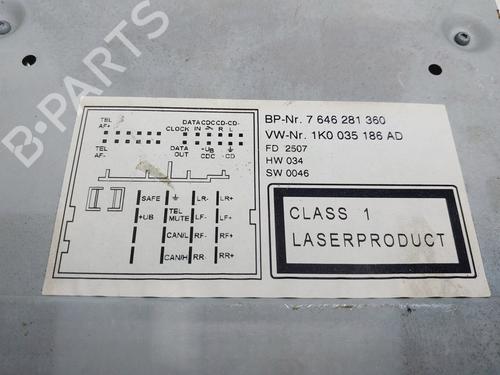 B-PARTS
TEL
AF+
DATA CDC CD- CD-
CLOCK IN R L
TEL
AF-
DATA
OUT
+UB
CDC
CD
SAFE
LR-
LR+
+UB
TEL
MUTE
LF-
LF+
CAN/L
RF-
RF+
CAN/H
RR-
RR+
BP-Nr. 7 646 281 360
VW-Nr. 1K0 035 186 AD
FD 2507
HW 034
SW 0046
CLASS 1
LASERPRODUCT